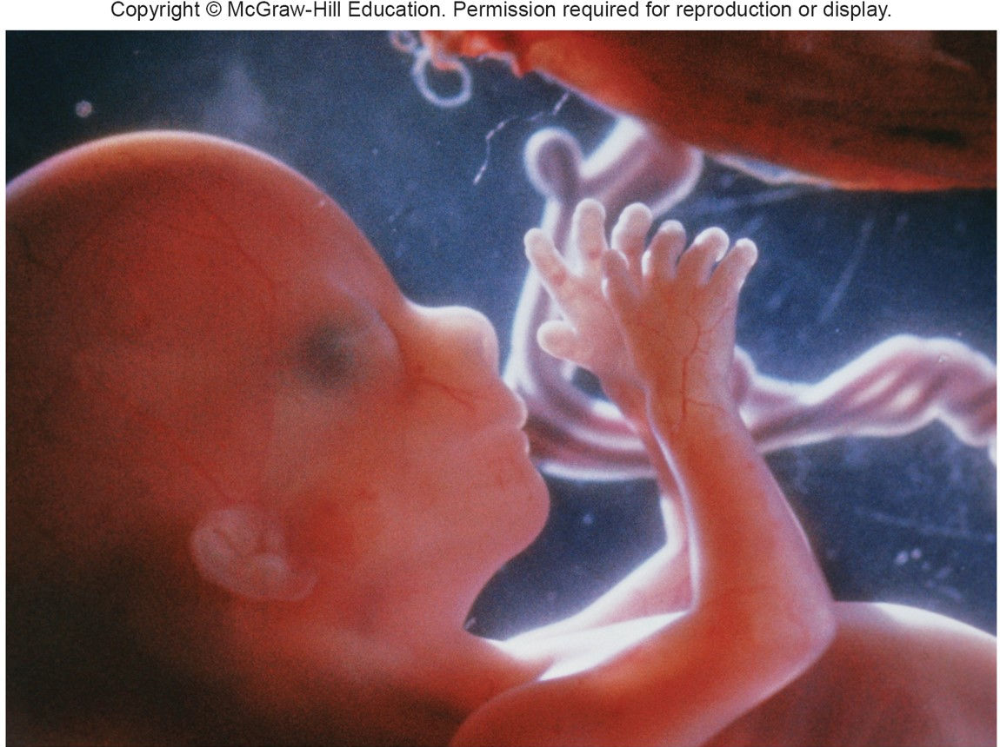 Copyright © McGraw-Hill Education. Permission required for reproduction or display.